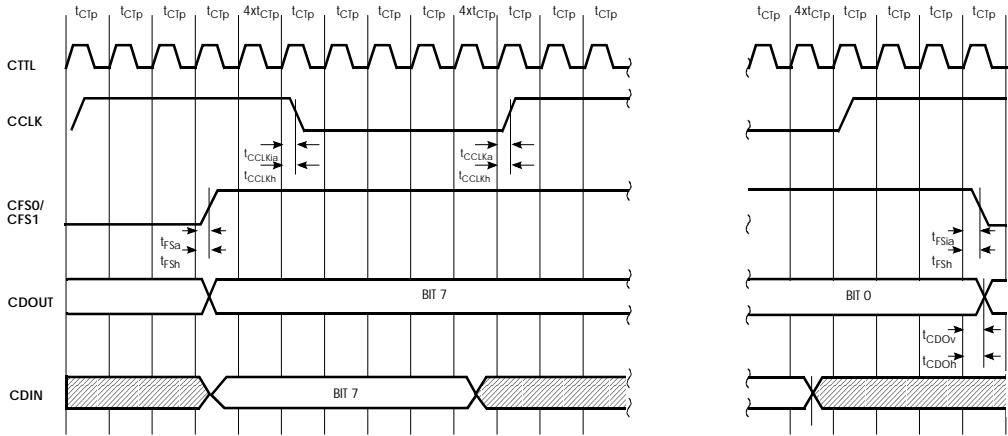 tCTp tCTp tCTp tCTp 4xtCTp tCTp tCTp tCTp tCTp 4xtCTp tCTp tCTp tCTp tCTp 4xtCTp tCTp tCTp tCTp tCTp
CTTL
CCLK
tCCLKia tCCLKa
tCCLKh tCCLKh
CFS0/
CFS1
tFSa tFSia
tFSh tFSh
CDOUT BIT 7 BIT 0
tCDOv
tCDOh
CDIN BIT 7